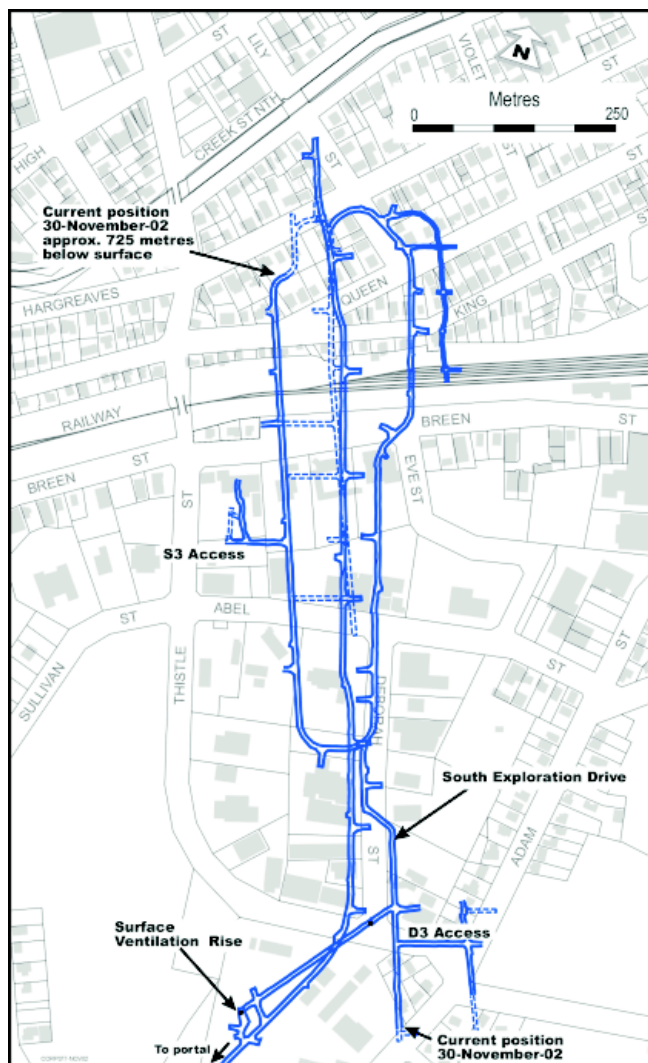 ST
LILY
VIOLET
ST
N
Metres
0 250
CREEK ST NTH
HIGH
ST
ST
ST
Current position
30-November-02
approx. 725 metres
below surface
HARGREAVES
QUEEN
KING
RAILWAY
BREEN
ST
BREEN
ST
EVE ST
ST
S3 Access
ABEL
ST
ST
ST
SULLIVAN
THISTLE
DEBORAH
South Exploration Drive
ADAM
ST
Surface
Ventilation Rise
D3 Access
To portal
Current position
30-November-02